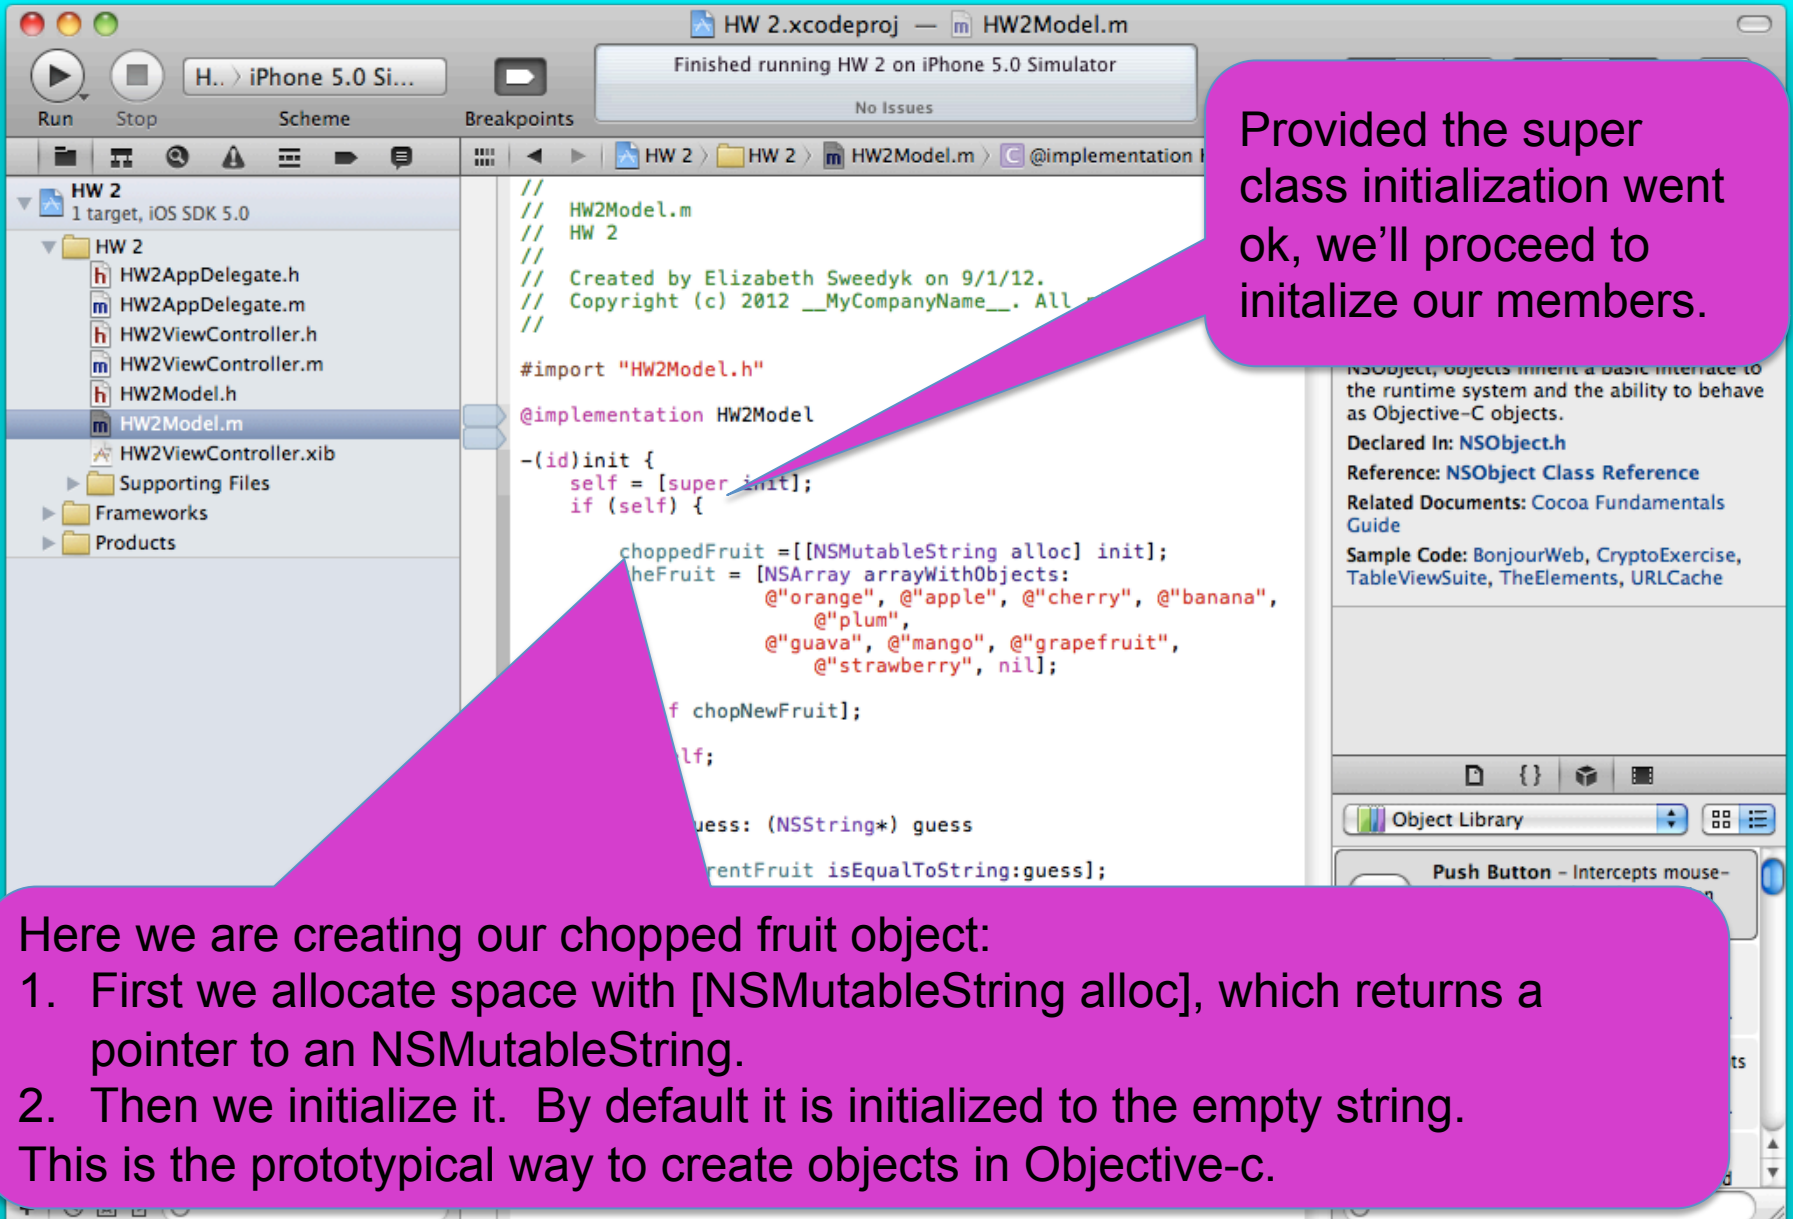 HW 2.xcodeproj — m HW2Model.m
Finished running HW 2 on iPhone 5.0 Simulator
No Issues
H.. › iPhone 5.0 Si...
Run Stop Scheme Breakpoints
HW 2 › HW 2 › m HW2Model.m › C @implementation
Provided the super
class initialization went
ok, we'll proceed to
initalize our members.
HW 2
1 target, iOS SDK 5.0
HW 2
h HW2AppDelegate.h
m HW2AppDelegate.m
h HW2ViewController.h
m HW2ViewController.m
h HW2Model.h
m HW2Model.m
HW2ViewController.xib
Supporting Files
Frameworks
Products
//
// HW2Model.m
// HW 2
//
// Created by Elizabeth Sweedyk on 9/1/12.
// Copyright (c) 2012 __MyCompanyName__. All
//
#import "HW2Model.h"
@implementation HW2Model
-(id)init {
self = [super init];
if (self) {
choppedFruit =[[NSMutableString alloc] init];
heFruit = [NSArray arrayWithObjects:
@"orange", @"apple", @"cherry", @"banana",
@"plum",
@"guava", @"mango", @"grapefruit",
@"strawberry", nil];
f chopNewFruit];
lf;
uess: (NSString*) guess
rentFruit isEqualToString:guess];
NSObject, objects inherit a basic interface to
the runtime system and the ability to behave
as Objective-C objects.
Declared In: NSObject.h
Reference: NSObject Class Reference
Related Documents: Cocoa Fundamentals
Guide
Sample Code: BonjourWeb, CryptoExercise,
TableViewSuite, TheElements, URLCache
{}
Object Library
Push Button – Intercepts mouse-
Here we are creating our chopped fruit object:
1. First we allocate space with [NSMutableString alloc], which returns a
pointer to an NSMutableString.
2. Then we initialize it. By default it is initialized to the empty string.
This is the prototypical way to create objects in Objective-c.